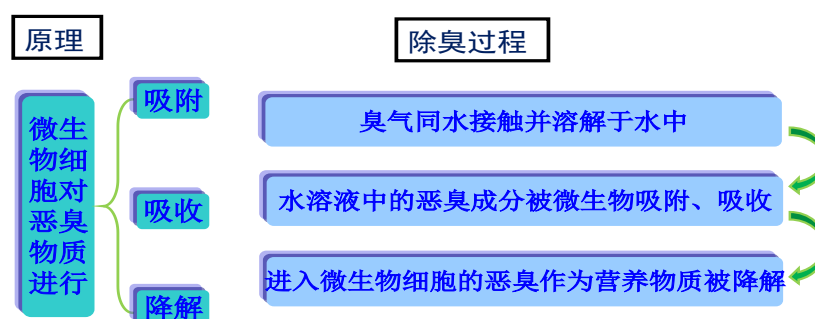 原理
除臭过程
微生
物细
胞对
恶臭
物质
进行
吸附
吸收
降解
臭气同水接触并溶解于水中
水溶液中的恶臭成分被微生物吸附、吸收
进入微生物细胞的恶臭作为营养物质被降解